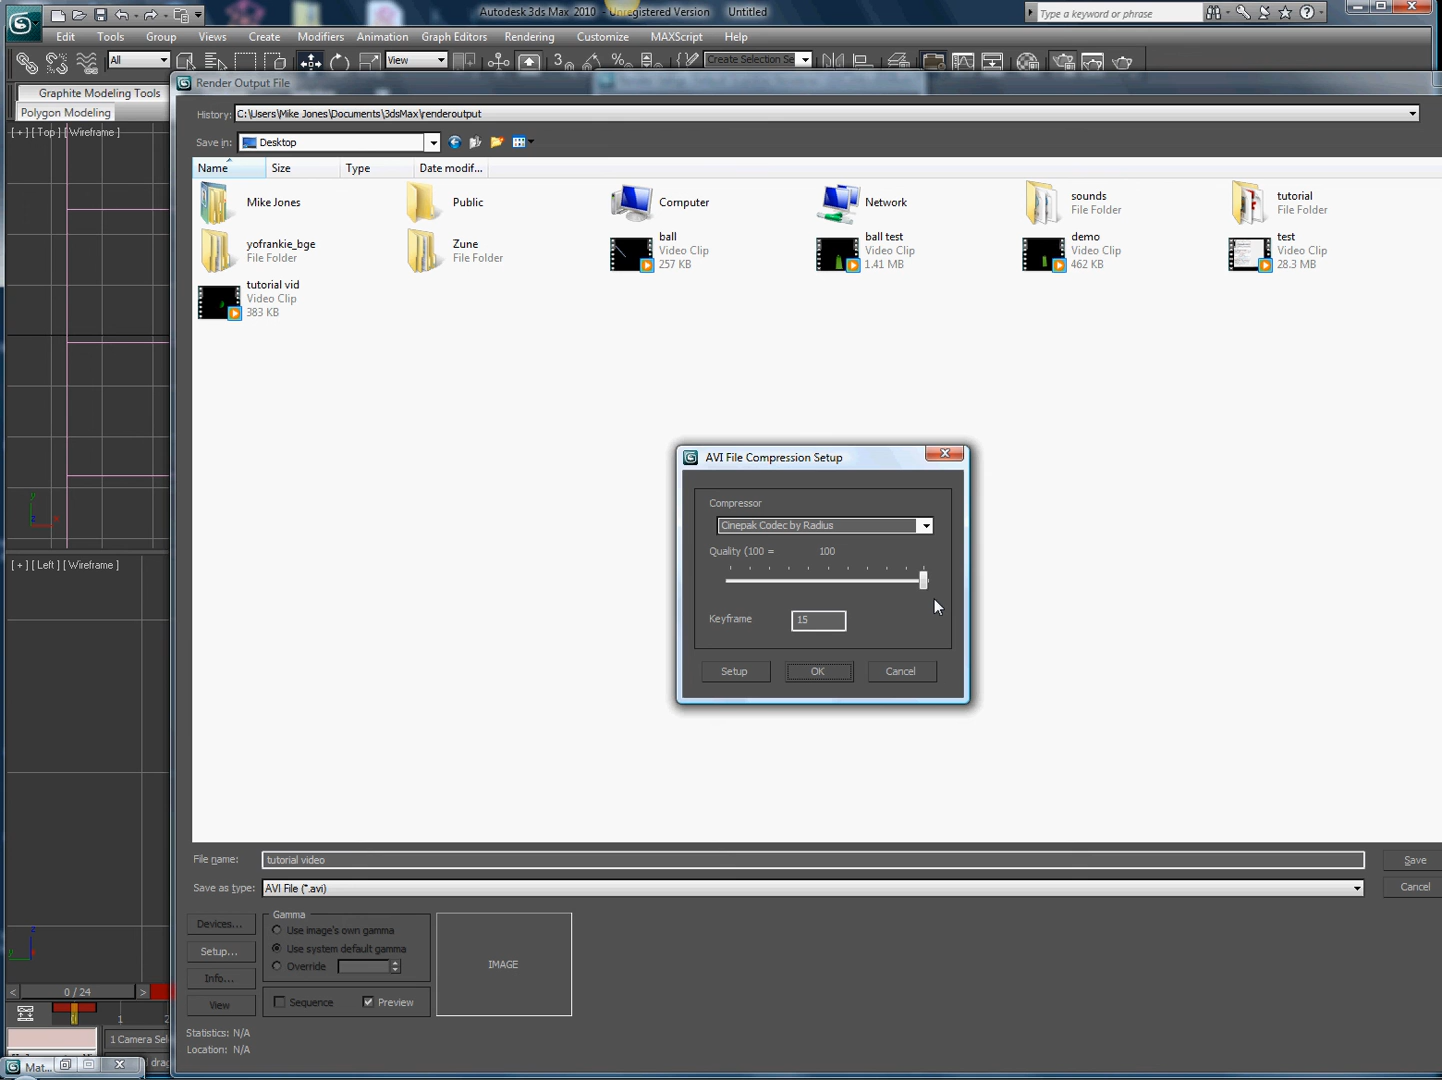 Autodesk 3ds Max 2010 - Unregistered Version Untitled
Type a keyword or phrase
Edit Tools Group Views Create Modifiers Animation Graph Editors Rendering Customize MAXScript Help
All View Create Selection Se
Render Output File
Graphite Modeling Tools
Polygon Modeling
History: C:\Users\Mike Jones\Documents\3dsMax\renderoutput
[ + ] [ Top ] [ Wireframe ]
Save in: Desktop
Name Size Type Date modif...
Mike Jones
Public
Computer
Network
sounds
File Folder
tutorial
File Folder
yofrankie_bge
File Folder
Zune
File Folder
ball
Video Clip
257 KB
ball test
Video Clip
1.41 MB
demo
Video Clip
462 KB
test
Video Clip
28.3 MB
tutorial vid
Video Clip
383 KB
AVI File Compression Setup
Compressor
Cinepak Codec by Radius
Quality (100 = 100
Keyframe 15
Setup OK Cancel
y
z x
[ + ] [ Left ] [ Wireframe ]
File name: tutorial video Save
Save as type: AVI File (*.avi) Cancel
Devices...
Setup...
Info...
View
Gamma
Use image's own gamma
Use system default gamma
Override
Sequence Preview
IMAGE
Statistics: N/A
Location: N/A
z
y
< 0 / 24 >
0 1 2
1 Camera Sel
Mat...
drag